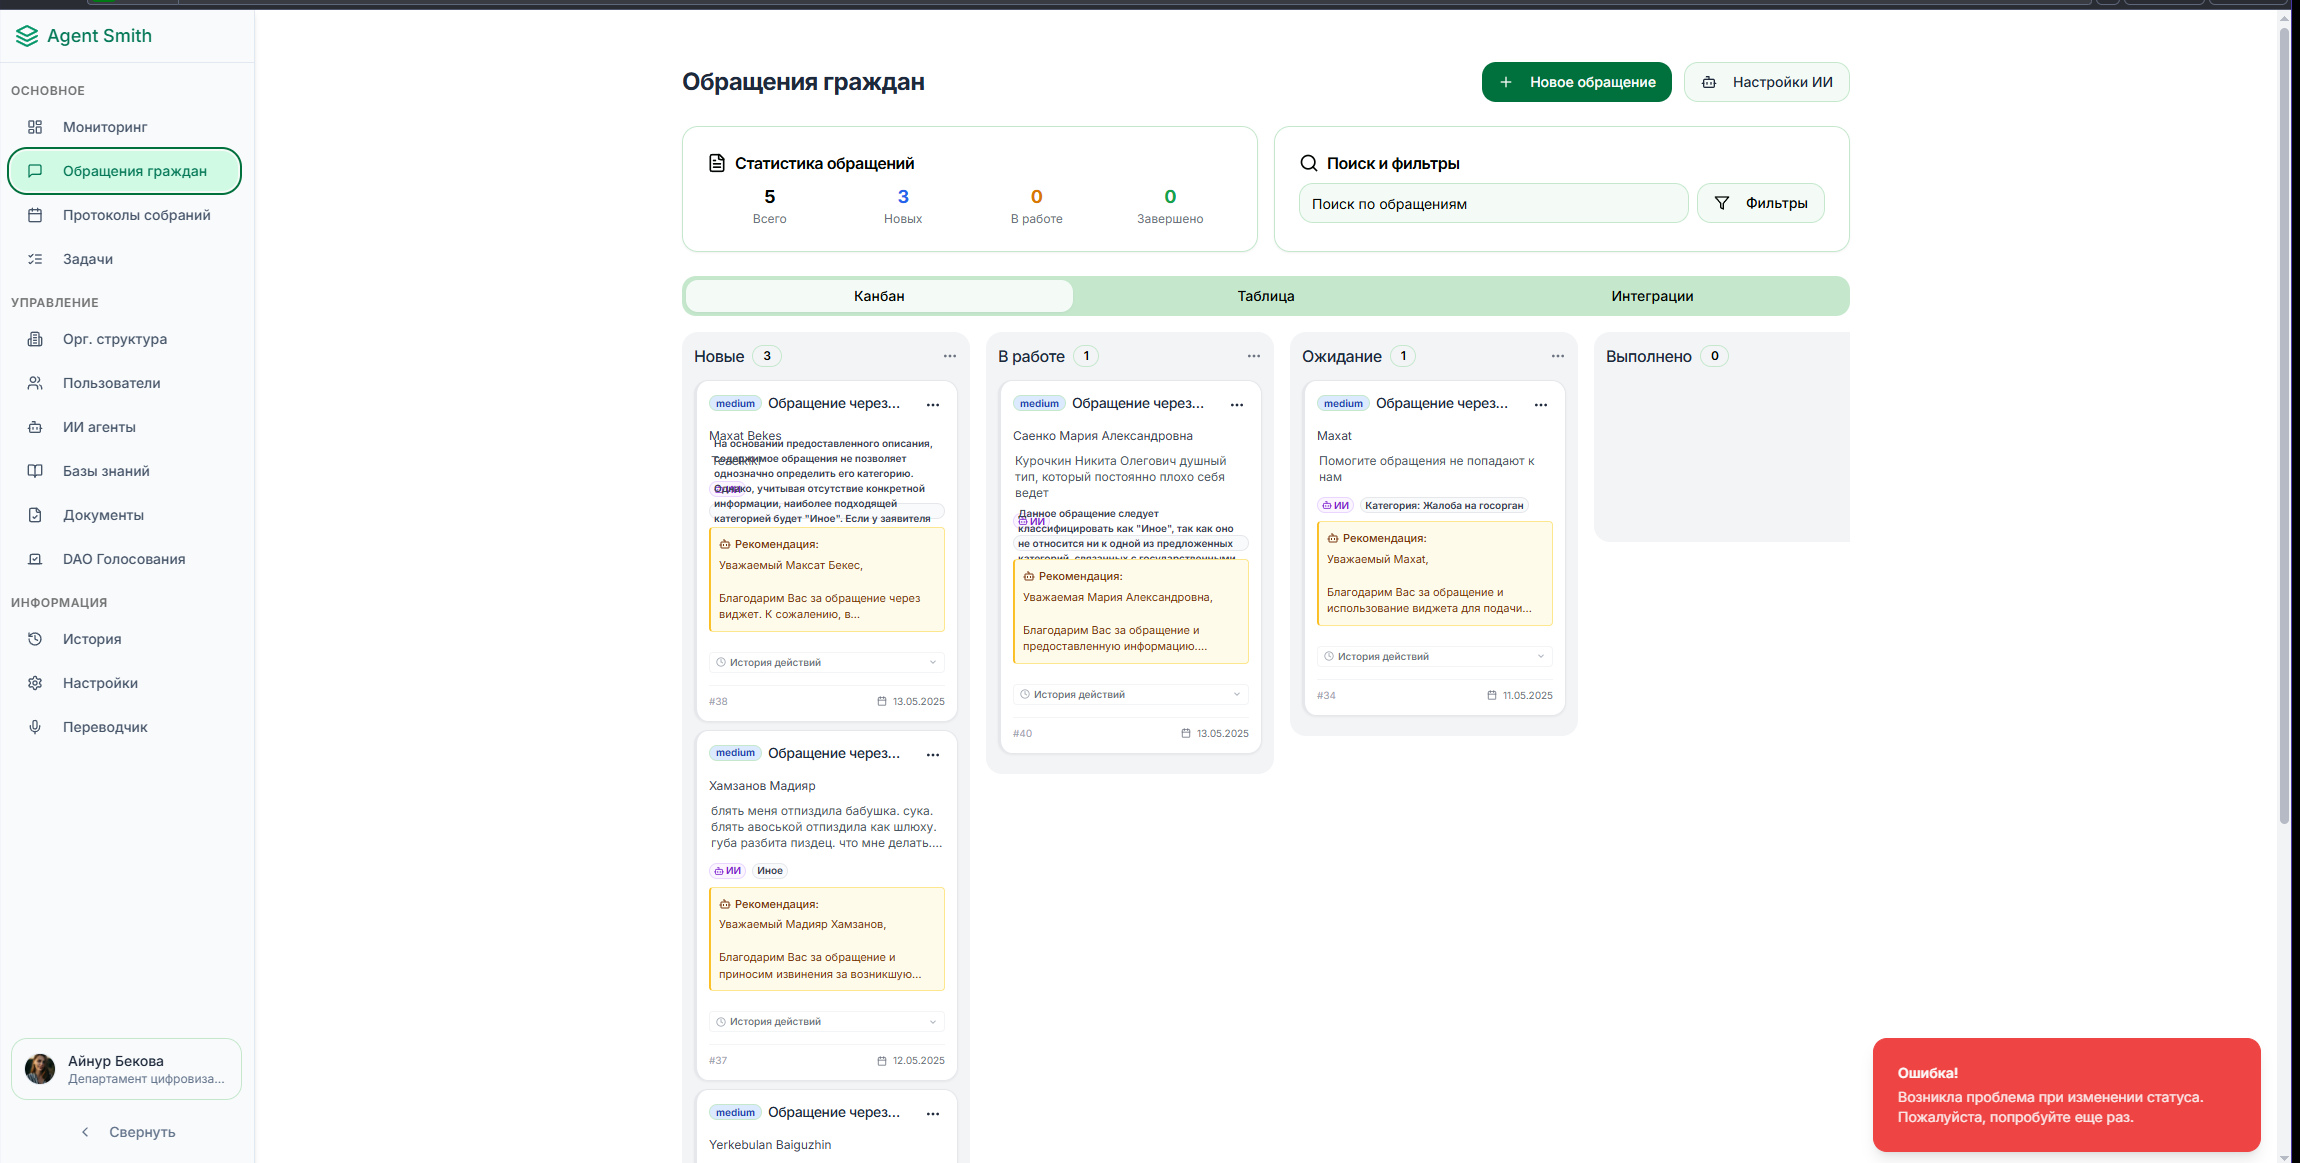 Agent Smith
ОСНОВНОЕ
Мониторинг
Обращения граждан
Протоколы собраний
Задачи
УПРАВЛЕНИЕ
Орг. структура
Пользователи
ИИ агенты
Базы знаний
Документы
DAO Голосования
ИНФОРМАЦИЯ
История
Настройки
Переводчик
Айнур Бекова
Департамент цифровиза...
Свернуть
Обращения граждан
Новое обращение
Настройки ИИ
Статистика обращений
5
Всего
3
Новых
0
В работе
0
Завершено
Поиск и фильтры
Поиск по обращениям
Фильтры
Канбан
Таблица
Интеграции
Новые 3
medium Обращение через...
Maxat Bekes
На основании предоставленного описания,
содержимое обращения не позволяет
однозначно определить его категорию.
Однако, учитывая отсутствие конкретной
информации, наиболее подходящей
категорией будет "Иное". Если у заявителя
Рекомендация:
Уважаемый Максат Бекес,
Благодарим Вас за обращение через
виджет. К сожалению, в...
История действий
#38 13.05.2025
medium Обращение через...
Хамзанов Мадияр
блять меня отпиздила бабушка. сука.
блять авоськой отпиздила как шлюху.
губа разбита пиздец. что мне делать....
ИИ Иное
Рекомендация:
Уважаемый Мадияр Хамзанов,
Благодарим Вас за обращение и
приносим извинения за возникшую...
История действий
#37 12.05.2025
medium Обращение через...
Yerkebulan Baiguzhin
В работе 1
medium Обращение через...
Саенко Мария Александровна
Курочкин Никита Олегович душный
тип, который постоянно плохо себя
ведет
Данное обращение следует
ИИ
классифицировать как "Иное", так как оно
не относится ни к одной из предложенных
категорий, связанных с государственными
Рекомендация:
Уважаемая Мария Александровна,
Благодарим Вас за обращение и
предоставленную информацию....
История действий
#40 13.05.2025
Ожидание 1
medium Обращение через...
Maxat
Помогите обращения не попадают к
нам
ИИ Категория: Жалоба на госорган
Рекомендация:
Уважаемый Maxat,
Благодарим Вас за обращение и
использование виджета для подачи...
История действий
#34 11.05.2025
Выполнено 0
Ошибка!
Возникла проблема при изменении статуса.
Пожалуйста, попробуйте еще раз.